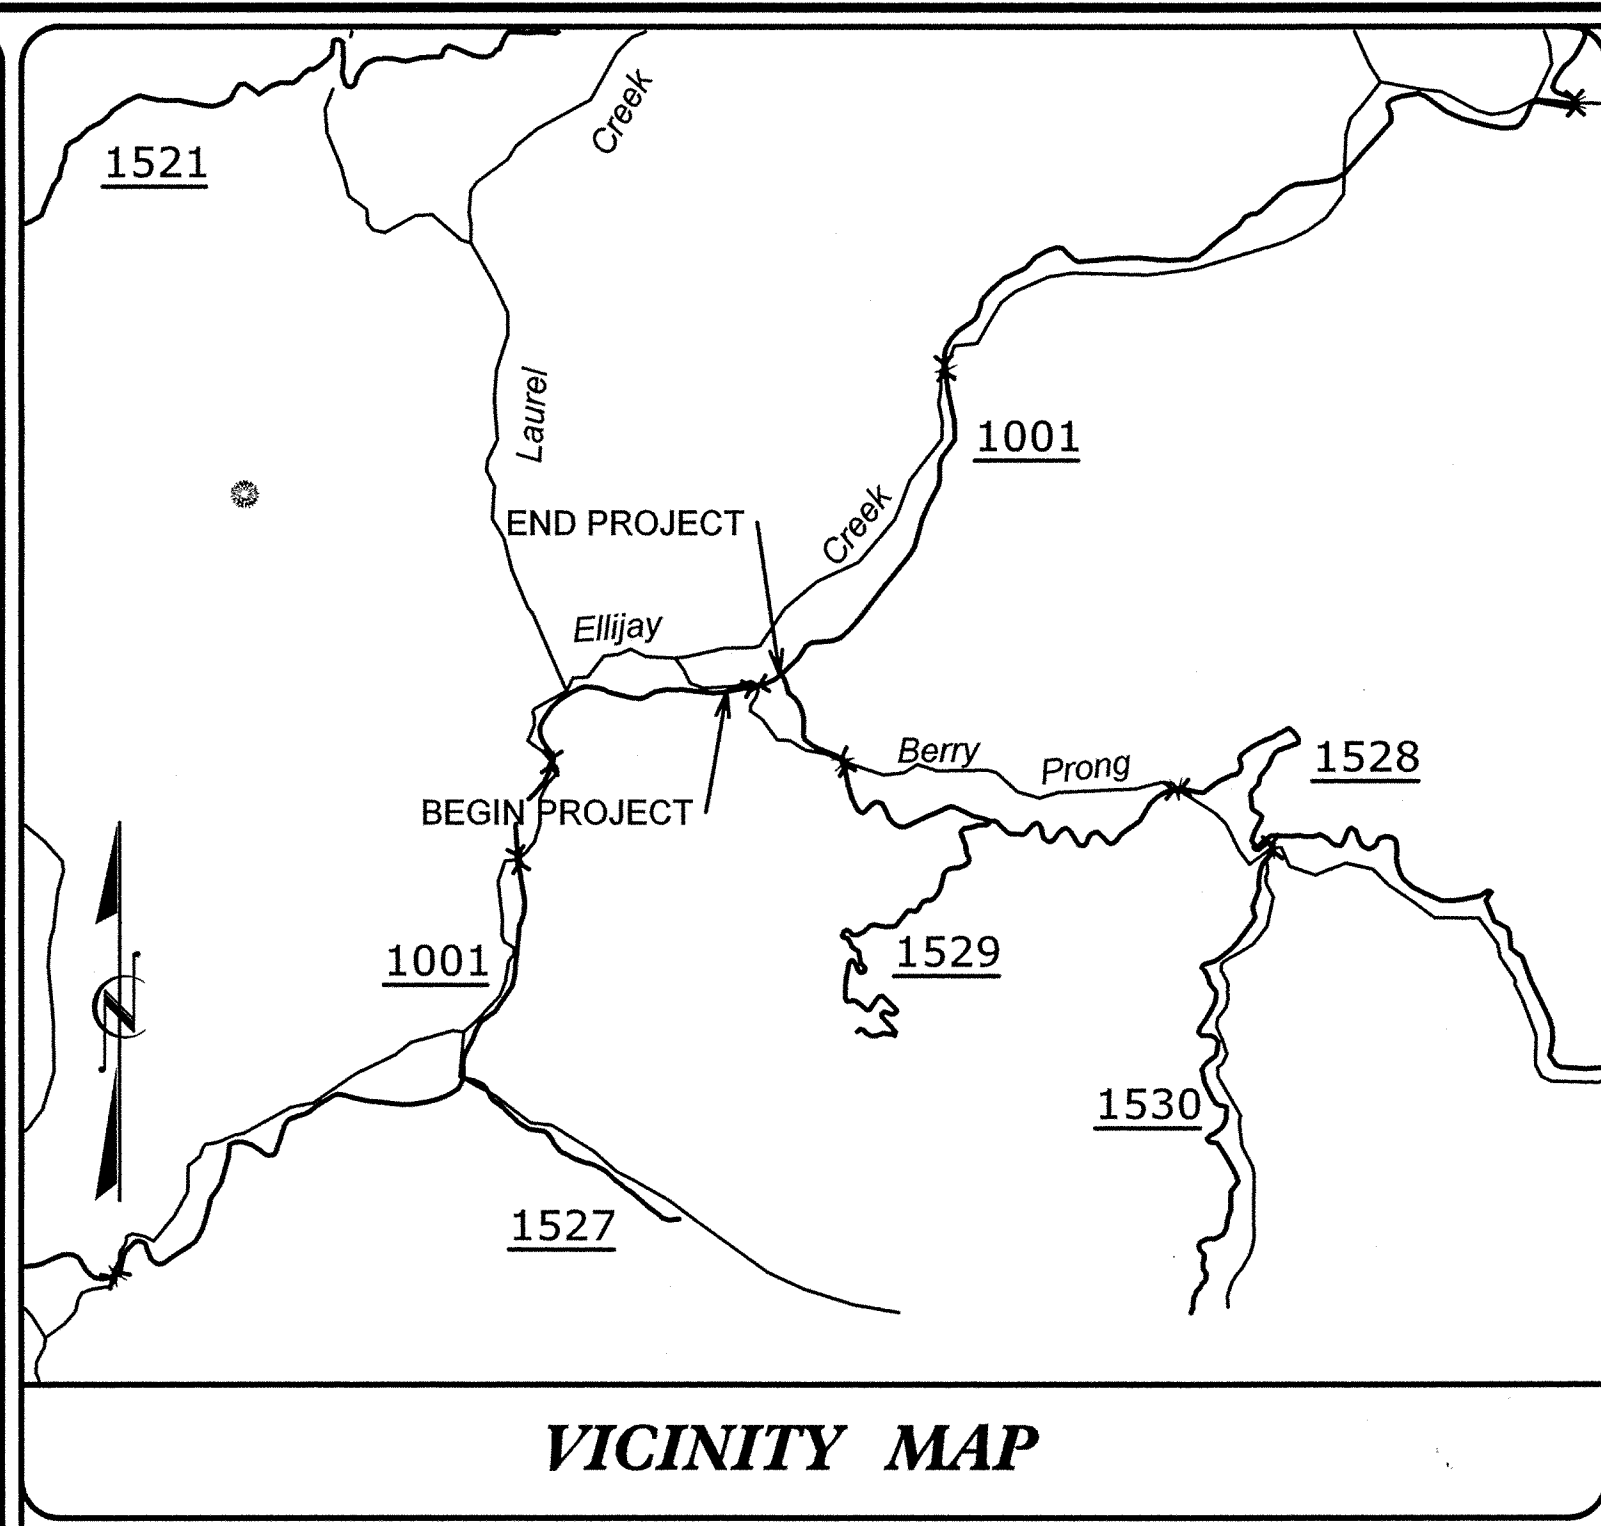 Creek
1521
Laurel
1001
END PROJECT
Creek
Ellijay
Berry Prong
1528
BEGIN PROJECT
1001
1529
1530
1527
VICINITY MAP